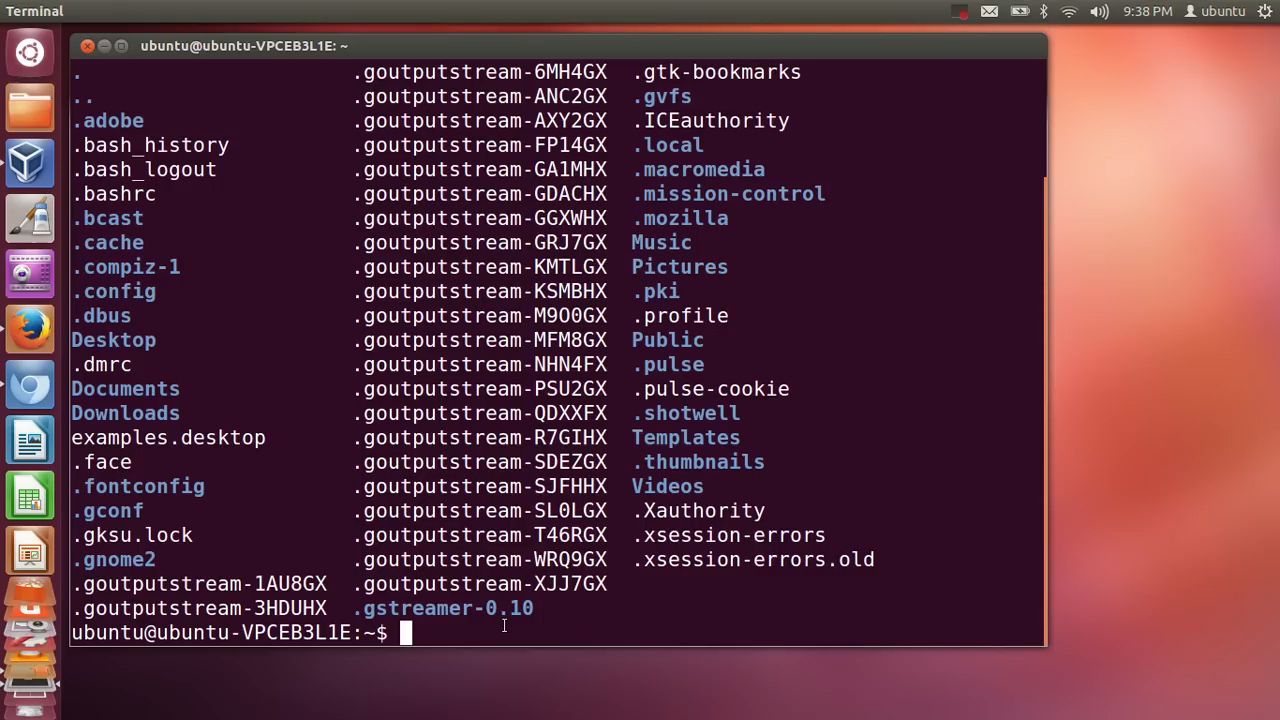 Terminal 9:38 PM ubuntu
ubuntu@ubuntu-VPCEB3L1E: ~
. .goutputstream-6MH4GX .gtk-bookmarks
.. .goutputstream-ANC2GX .gvfs
.adobe .goutputstream-AXY2GX .ICEauthority
.bash_history .goutputstream-FP14GX .local
.bash_logout .goutputstream-GA1MHX .macromedia
.bashrc .goutputstream-GDACHX .mission-control
.bcast .goutputstream-GGXWHX .mozilla
.cache .goutputstream-GRJ7GX Music
.compiz-1 .goutputstream-KMTLGX Pictures
.config .goutputstream-KSMBHX .pki
.dbus .goutputstream-M9O0GX .profile
Desktop .goutputstream-MFM8GX Public
.dmrc .goutputstream-NHN4FX .pulse
Documents .goutputstream-PSU2GX .pulse-cookie
Downloads .goutputstream-QDXXFX .shotwell
examples.desktop .goutputstream-R7GIHX Templates
.face .goutputstream-SDEZGX .thumbnails
.fontconfig .goutputstream-SJFHHX Videos
.gconf .goutputstream-SL0LGX .Xauthority
.gksu.lock .goutputstream-T46RGX .xsession-errors
.gnome2 .goutputstream-WRQ9GX .xsession-errors.old
.goutputstream-1AU8GX .goutputstream-XJJ7GX
.goutputstream-3HDUHX .gstreamer-0.10
ubuntu@ubuntu-VPCEB3L1E:~$